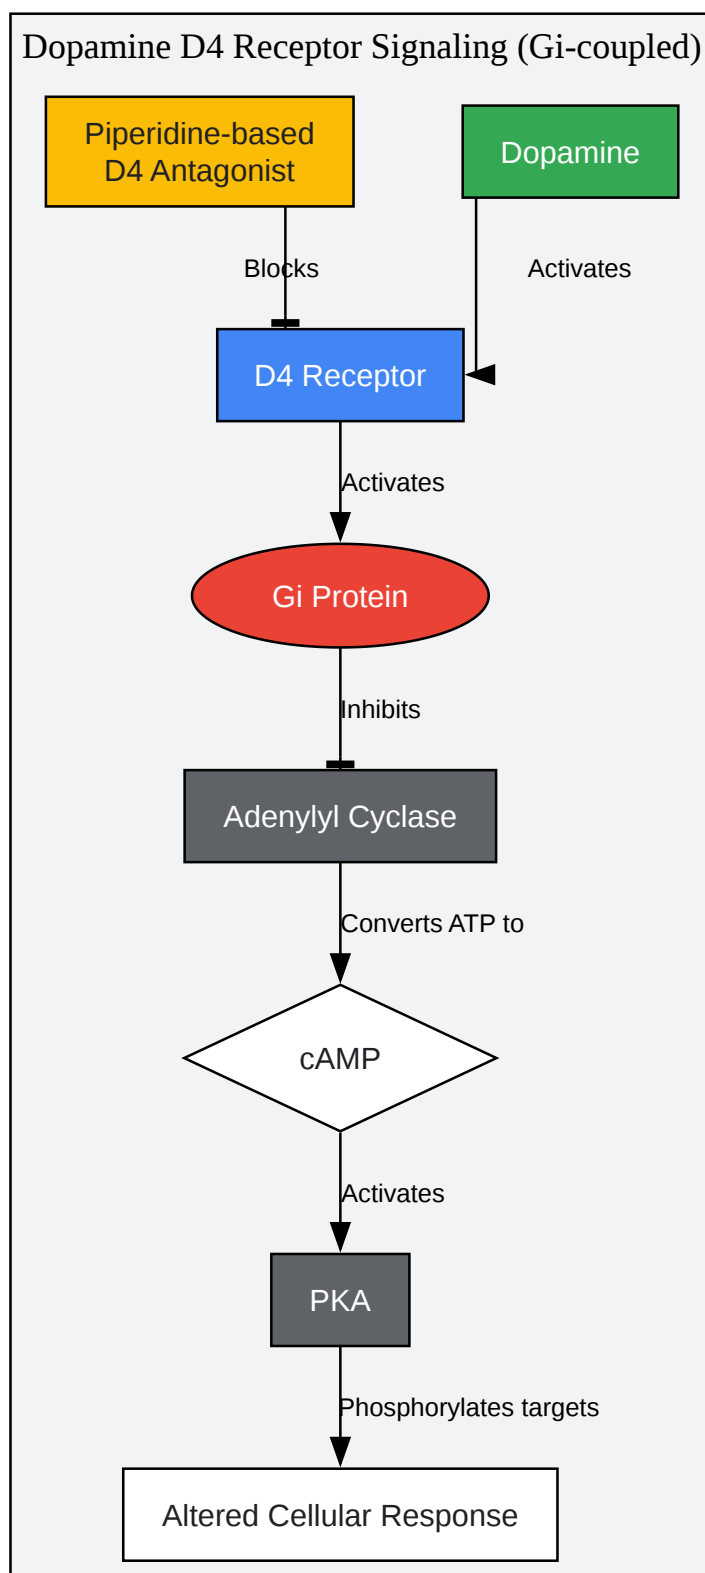 Dopamine D4 Receptor Signaling (Gi-coupled)
Piperidine-based
D4 Antagonist
Dopamine
Blocks
Activates
D4 Receptor
Activates
Gi Protein
Inhibits
Adenylyl Cyclase
Converts ATP to
cAMP
Activates
PKA
Phosphorylates targets
Altered Cellular Response